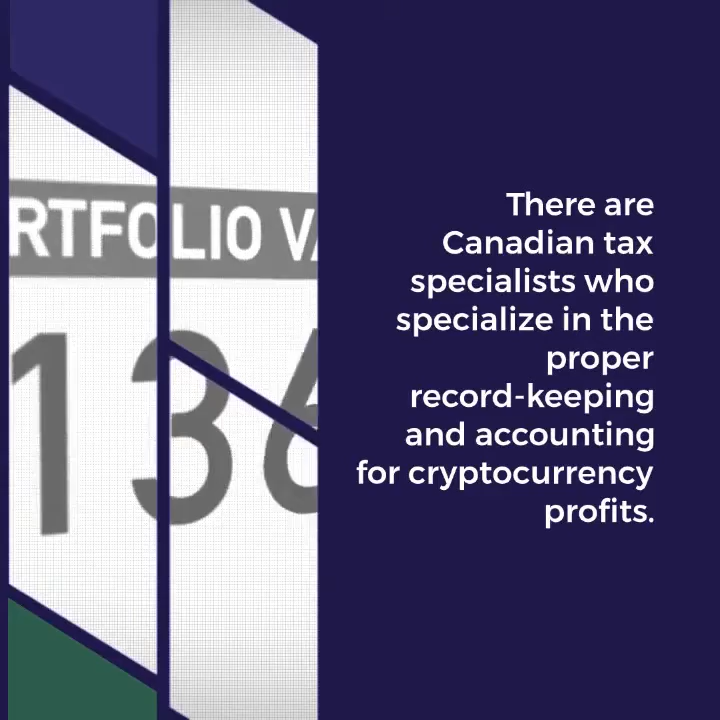 RTFOLIO VA
136
There are
Canadian tax
specialists who
specialize in the
proper
record-keeping
and accounting
for cryptocurrency
profits.